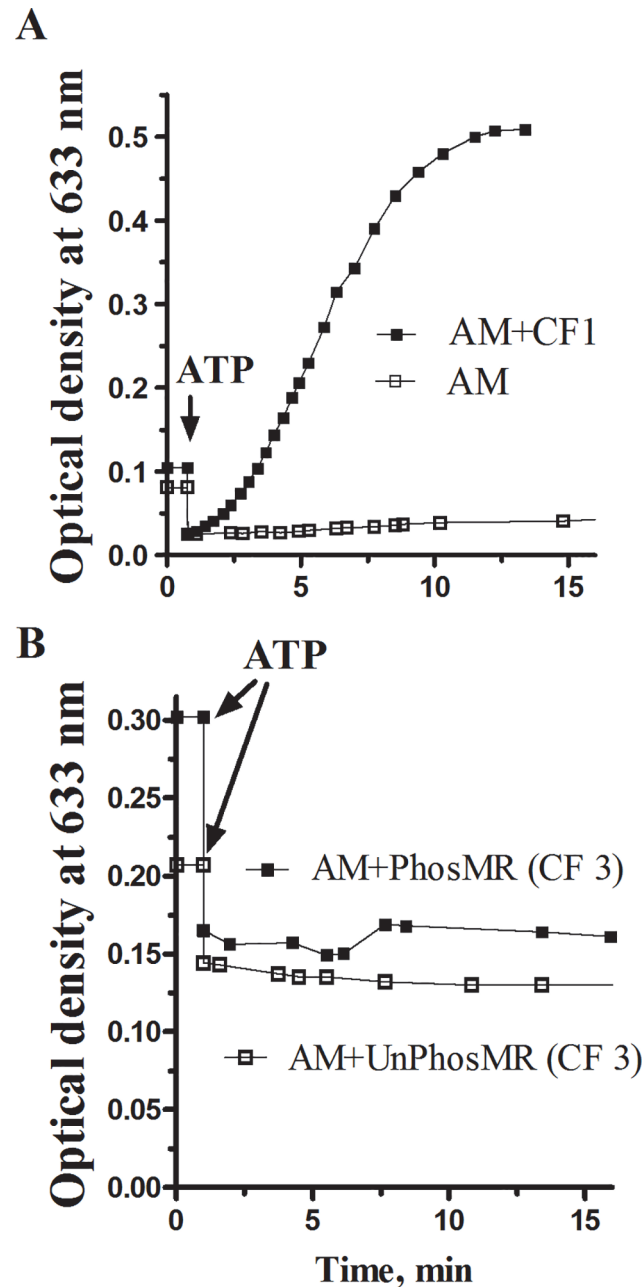 A
Optical density at 633 nm
0.5
0.4
0.3
0.2
0.1
0.0
ATP
AM+CF1
AM
0
5
10
15
B
Optical density at 633 nm
0.30
0.25
0.20
0.15
0.10
0.05
0.00
ATP
AM+PhosMR (CF 3)
AM+UnPhosMR (CF 3)
0
5
10
15
Time, min